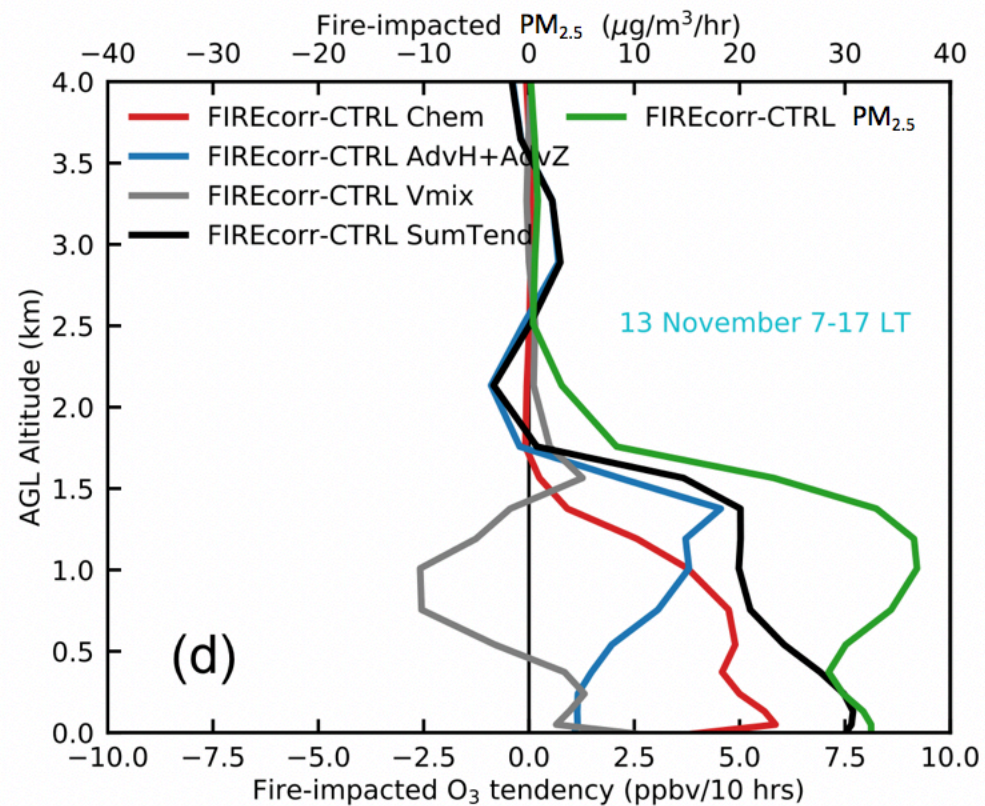 Fire-impacted PM2.5 (μg/m³/hr)
−40 −30 −20 −10 0 10 20 30 40
4.0
FIREcorr-CTRL Chem FIREcorr-CTRL PM2.5
FIREcorr-CTRL AdvH+AdvZ
3.5
FIREcorr-CTRL Vmix
FIREcorr-CTRL SumTend
3.0
13 November 7-17 LT
2.5
AGL Altitude (km)
2.0
1.5
1.0
(d)
0.5
0.0
−10.0 −7.5 −5.0 −2.5 0.0 2.5 5.0 7.5 10.0
Fire-impacted O₃ tendency (ppbv/10 hrs)